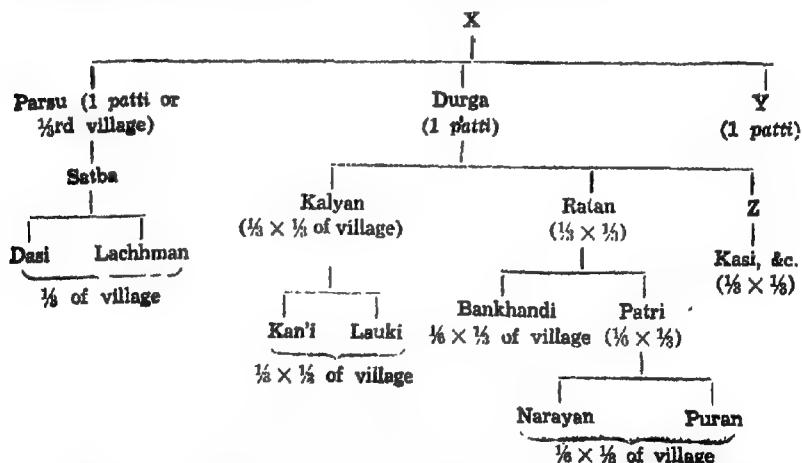 X
Parsu (1 patti or
⅓rd village)
Durga
(1 patti)
Y
(1 patti)
Satba
Kalyan
(⅓ × ⅓ of village)
Ratan
(⅓ × ⅓)
Z
Dasi Lachhman
⅓ of village
Kasi, &c.
(⅓ × ⅓)
Bankhandi
⅙ × ⅓ of village
Patri
(⅙ × ⅓)
Kan'i Lauki
⅓ × ⅓ of village
Narayan Puran
⅙ × ⅓ of village